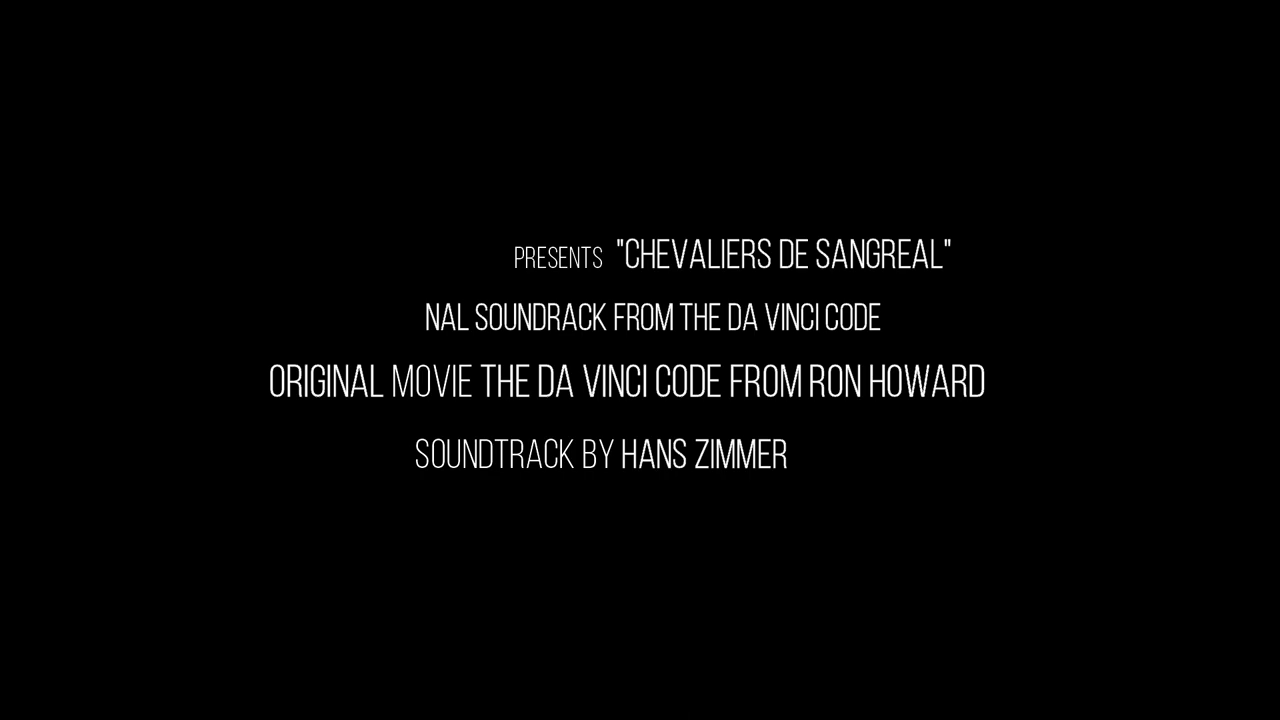 PRESENTS "CHEVALIERS DE SANGREAL"
NAL SOUNDRACK FROM THE DA VINCI CODE
ORIGINAL MOVIE THE DA VINCI CODE FROM RON HOWARD
SOUNDTRACK BY HANS ZIMMER